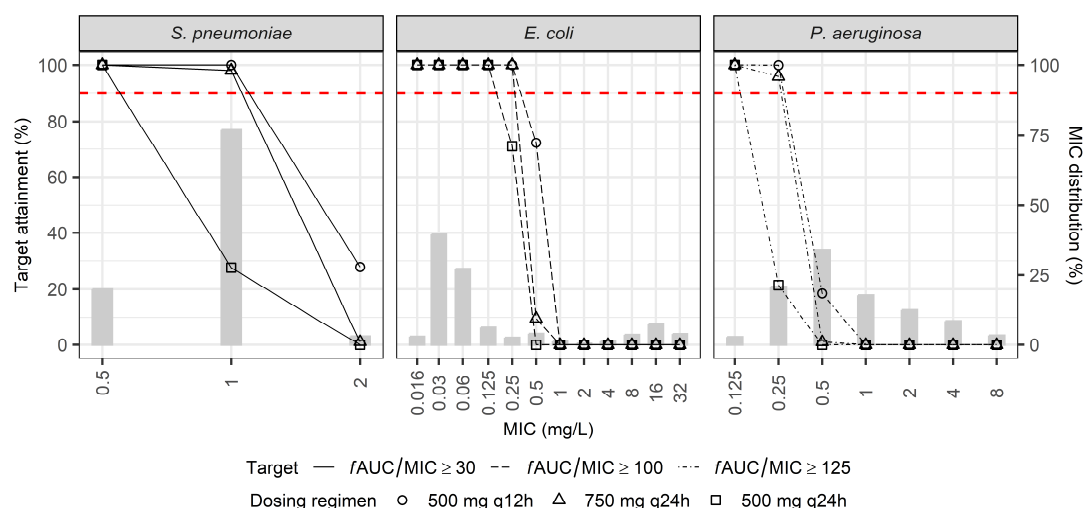 S. pneumoniae
E. coli
P. aeruginosa
Target attainment (%)
100
80
60
40
20
0
100
75
50
25
0
MIC distribution (%)
0.5 1 2
0.016 0.03 0.06 0.125 0.25 0.5 1 2 4 8 16 32
0.125 0.25 0.5 1 2 4 8
MIC (mg/L)
Target fAUC/MIC ≥ 30 fAUC/MIC ≥ 100 fAUC/MIC ≥ 125
Dosing regimen 500 mg q12h 750 mg q24h 500 mg q24h